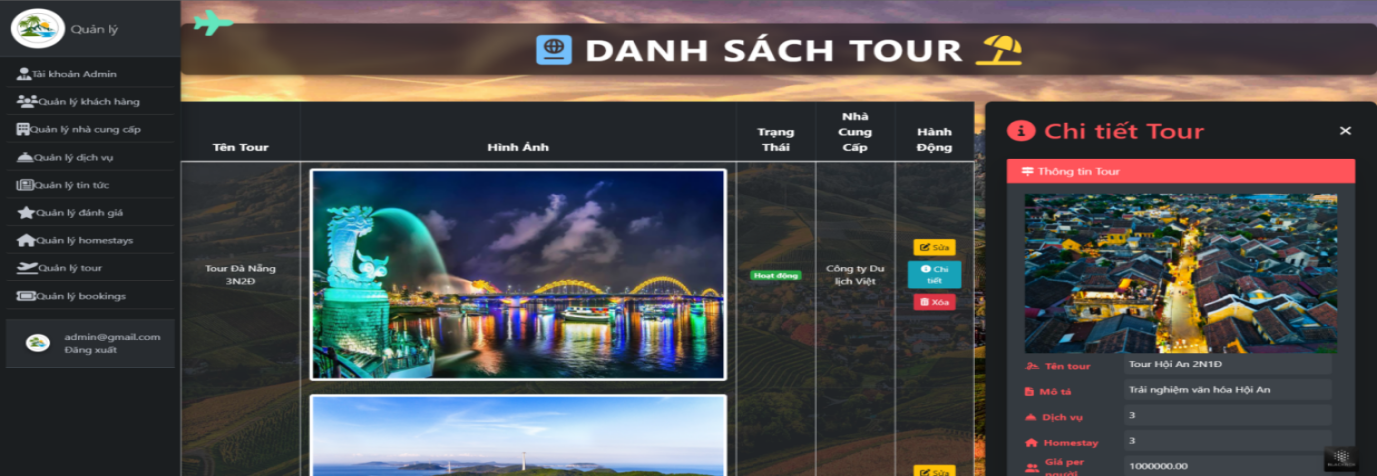 Quản lý
Tài khoản Admin
Quản lý khách hàng
Quản lý nhà cung cấp
Quản lý dịch vụ
Quản lý tin tức
Quản lý đánh giá
Quản lý homestays
Quản lý tour
Quản lý bookings
admin@gmail.com
Đăng xuất
DANH SÁCH TOUR
Tên Tour
Hình Ảnh
Trạng
Thái
Nhà
Cung
Cấp
Hành
Động
Tour Đà Nẵng
3N2Đ
Hoạt động
Công ty Du
lịch Việt
Sửa
Chi
tiết
Xóa
Sửa
Chi tiết Tour
×
Thông tin Tour
Tên tour
Tour Hội An 2N1Đ
Mô tả
Trải nghiệm văn hóa Hội An
Dịch vụ
3
Homestay
3
Giá per
người
1000000.00